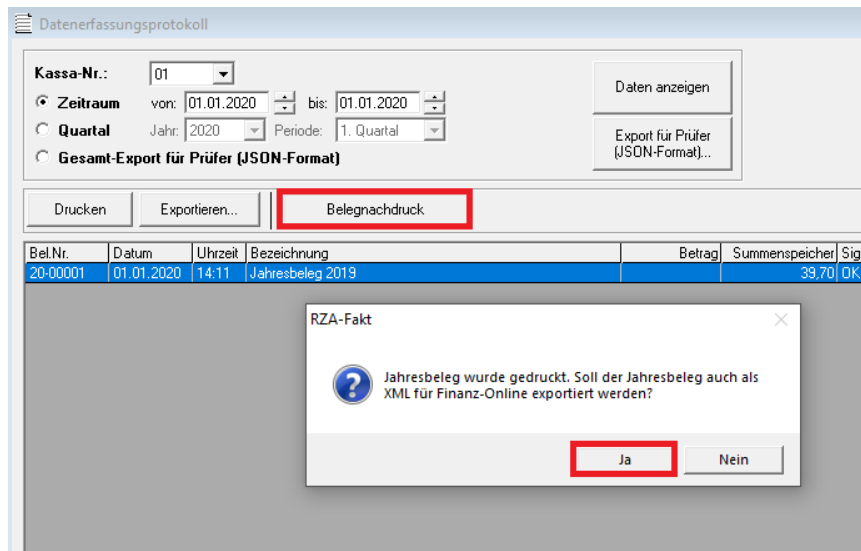 Datenerfassungsprotokoll
Kassa-Nr.: 01
Zeitraum von: 01.01.2020 bis: 01.01.2020
Daten anzeigen
Quartal Jahr: 2020 Periode: 1. Quartal
Export für Prüfer
(JSON-Format)...
Gesamt-Export für Prüfer (JSON-Format)
Drucken Exportieren... Belegnachdruck
Bel.Nr. Datum Uhrzeit Bezeichnung Betrag Summenspeicher Sig
20-00001 01.01.2020 14:11 Jahresbeleg 2019 39,70 OK
RZA-Fakt
Jahresbeleg wurde gedruckt. Soll der Jahresbeleg auch als
XML für Finanz-Online exportiert werden?
Ja Nein